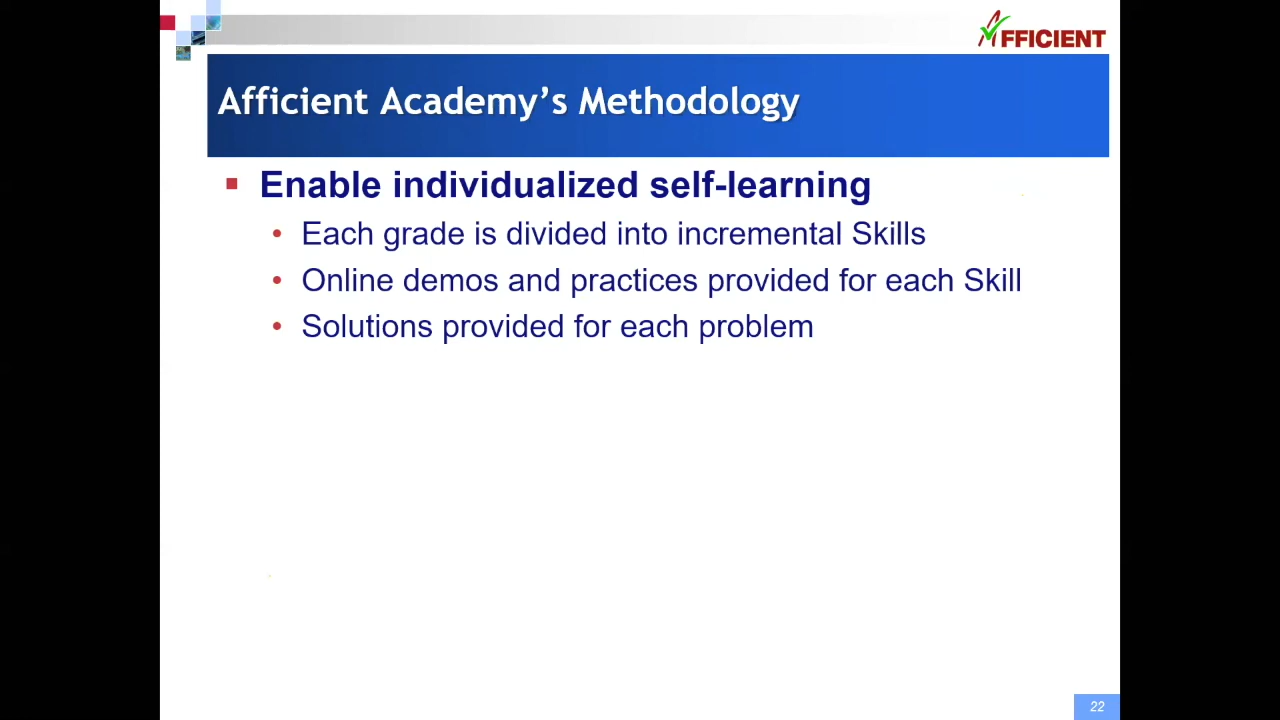 AFFICIENT
Afficient Academy’s Methodology
Enable individualized self-learning
Each grade is divided into incremental Skills
Online demos and practices provided for each Skill
Solutions provided for each problem
22